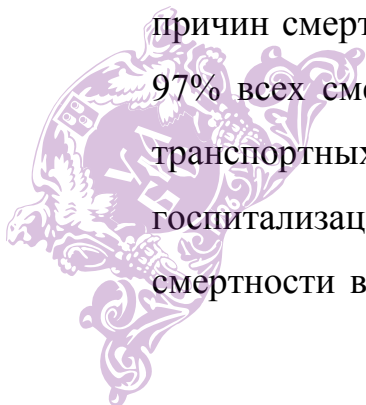 причин смерт
97% всех сме
транспортных
госпитализац
смертности в